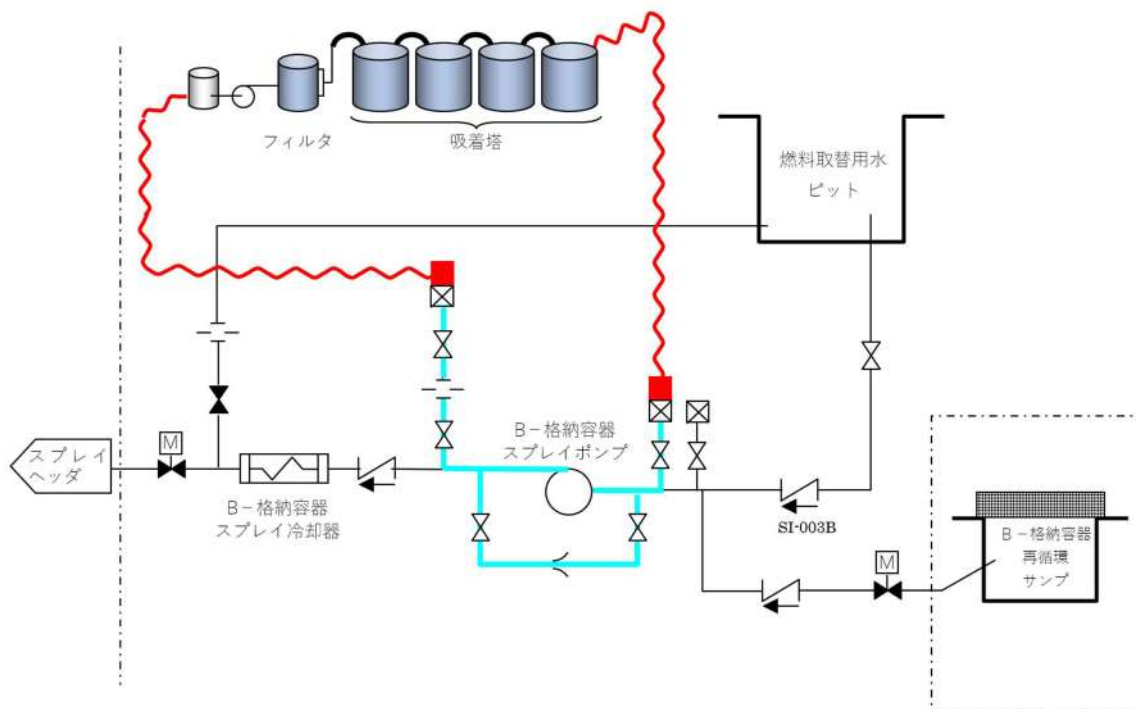 フィルタ
吸着塔
燃料取替用水
ピット
B－格納容器
スプレイポンプ
M
スプレイ
ヘッダ
B－格納容器
スプレイ冷却器
SI-003B
M
B－格納容器
再循環
サンプ